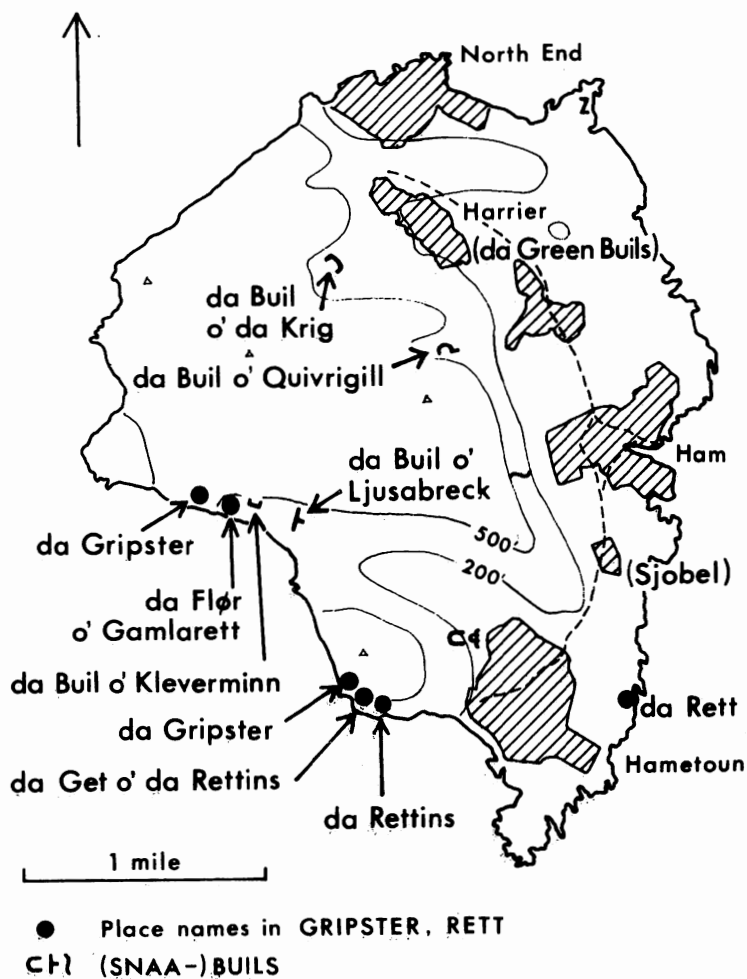 North End
Harrier
(da Green Buils)
da Buil
o' da Krig
da Buil o' Quivrigill
Ham
da Buil o'
Ljusabreck
da Gripster
500'
200'
(Sjobel)
da Flør
o' Gamlarett
da Buil o' Kleverminn
da Gripster
da Rett
da Get o' da Rettins
Hametoun
da Rettins
1 mile
Place names in GRIPSTER, RETT
(SNAA-)BUILS